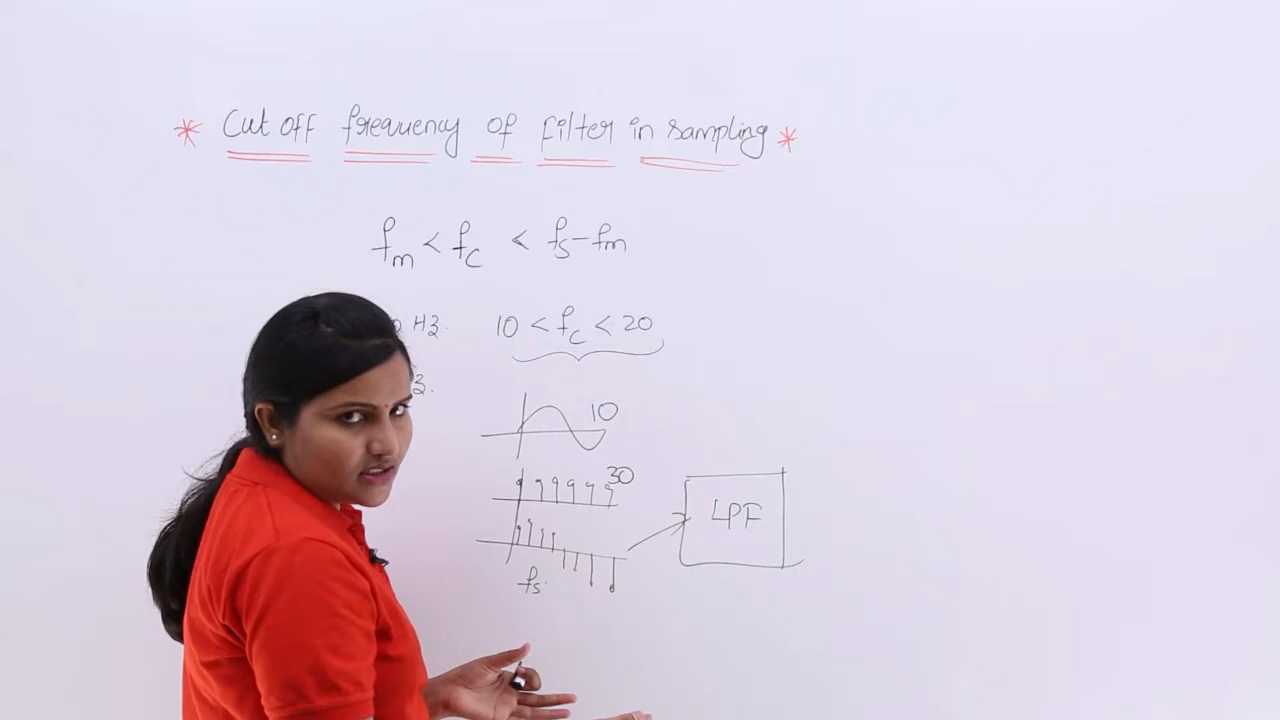 * Cut off frequency of filter in sampling *
fm < fc < fs-fm
Hz. 10 < fc < 20
10
30
LPF
fs.